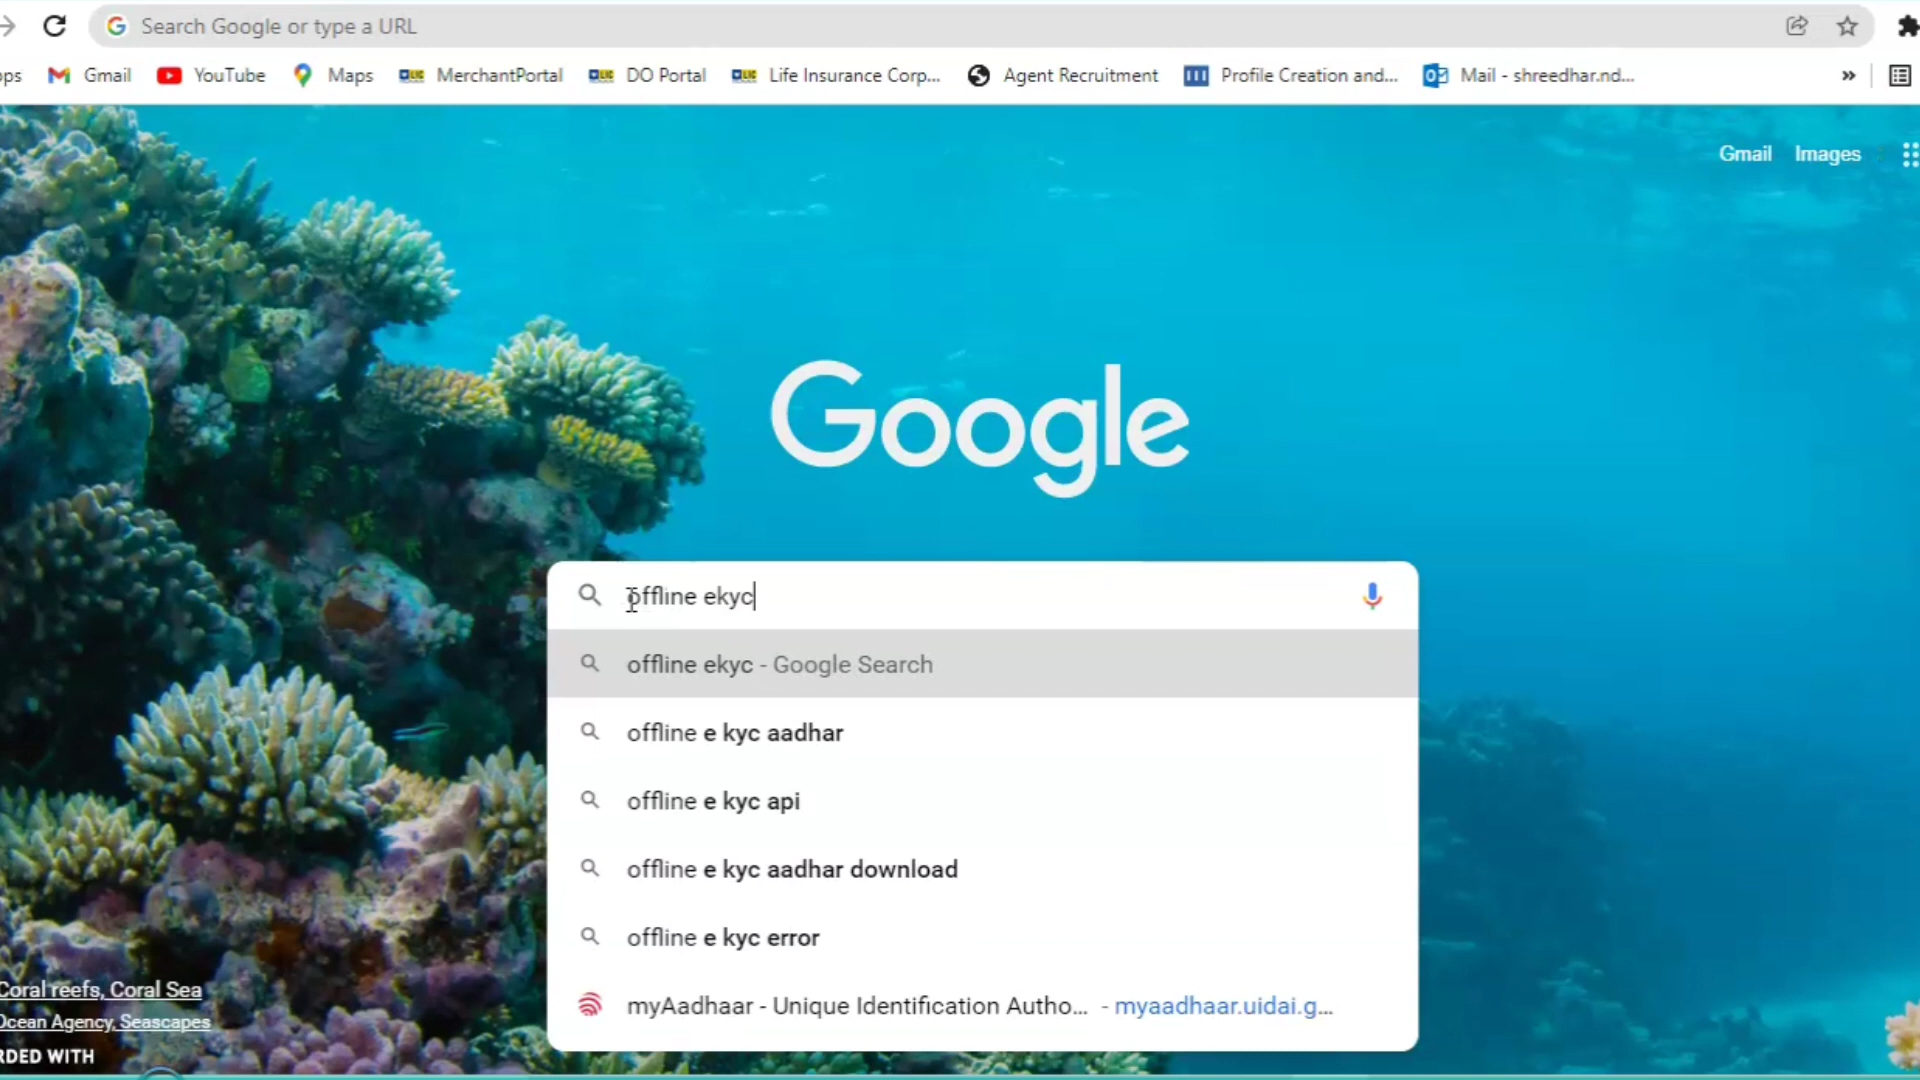 Search Google or type a URL
ps Gmail YouTube Maps MerchantPortal DO Portal Life Insurance Corp... Agent Recruitment Profile Creation and... Mail - shreedhar.nd... »
Gmail Images
Google
offline ekyc
offline ekyc - Google Search
offline e kyc aadhar
offline e kyc api
offline e kyc aadhar download
offline e kyc error
myAadhaar - Unique Identification Autho... - myaadhaar.uidai.g...
Coral reefs, Coral Sea
Ocean Agency, Seascapes
RDED WITH